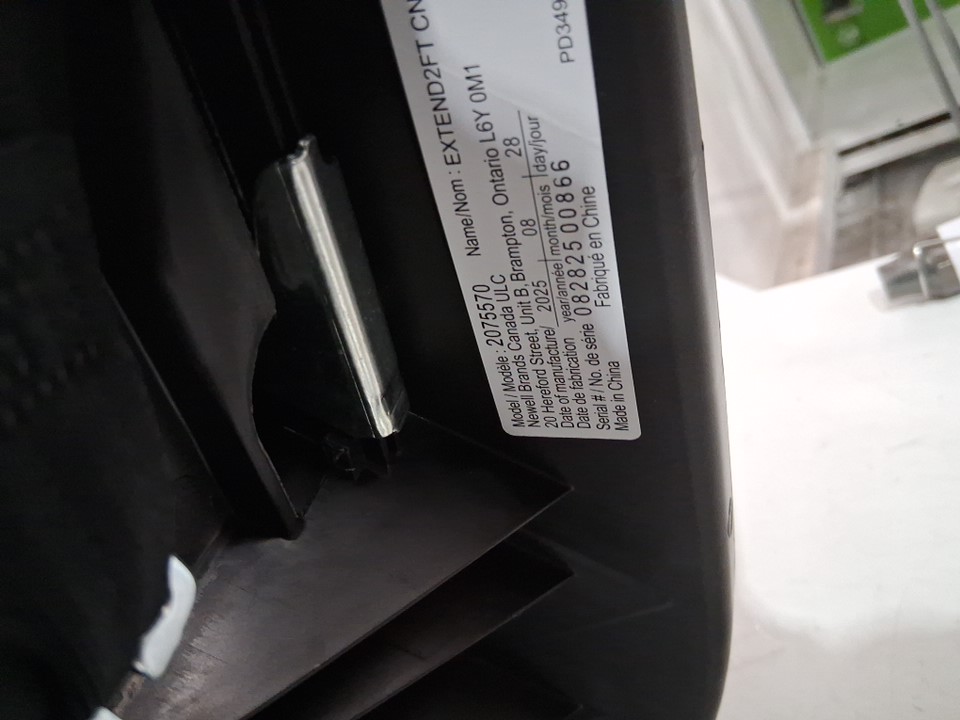 Model / Modèle : 2075570 Name/Nom : EXTEND2FT CN
Newell Brands Canada ULC
20 Hereford Street, Unit B, Brampton, Ontario L6Y 0M1
Date of manufacture/ 2025 08 28
Date de fabrication year/année month/mois day/jour
Serial # / No. de série 082825 00866
Made in China Fabriqué en Chine
PD349